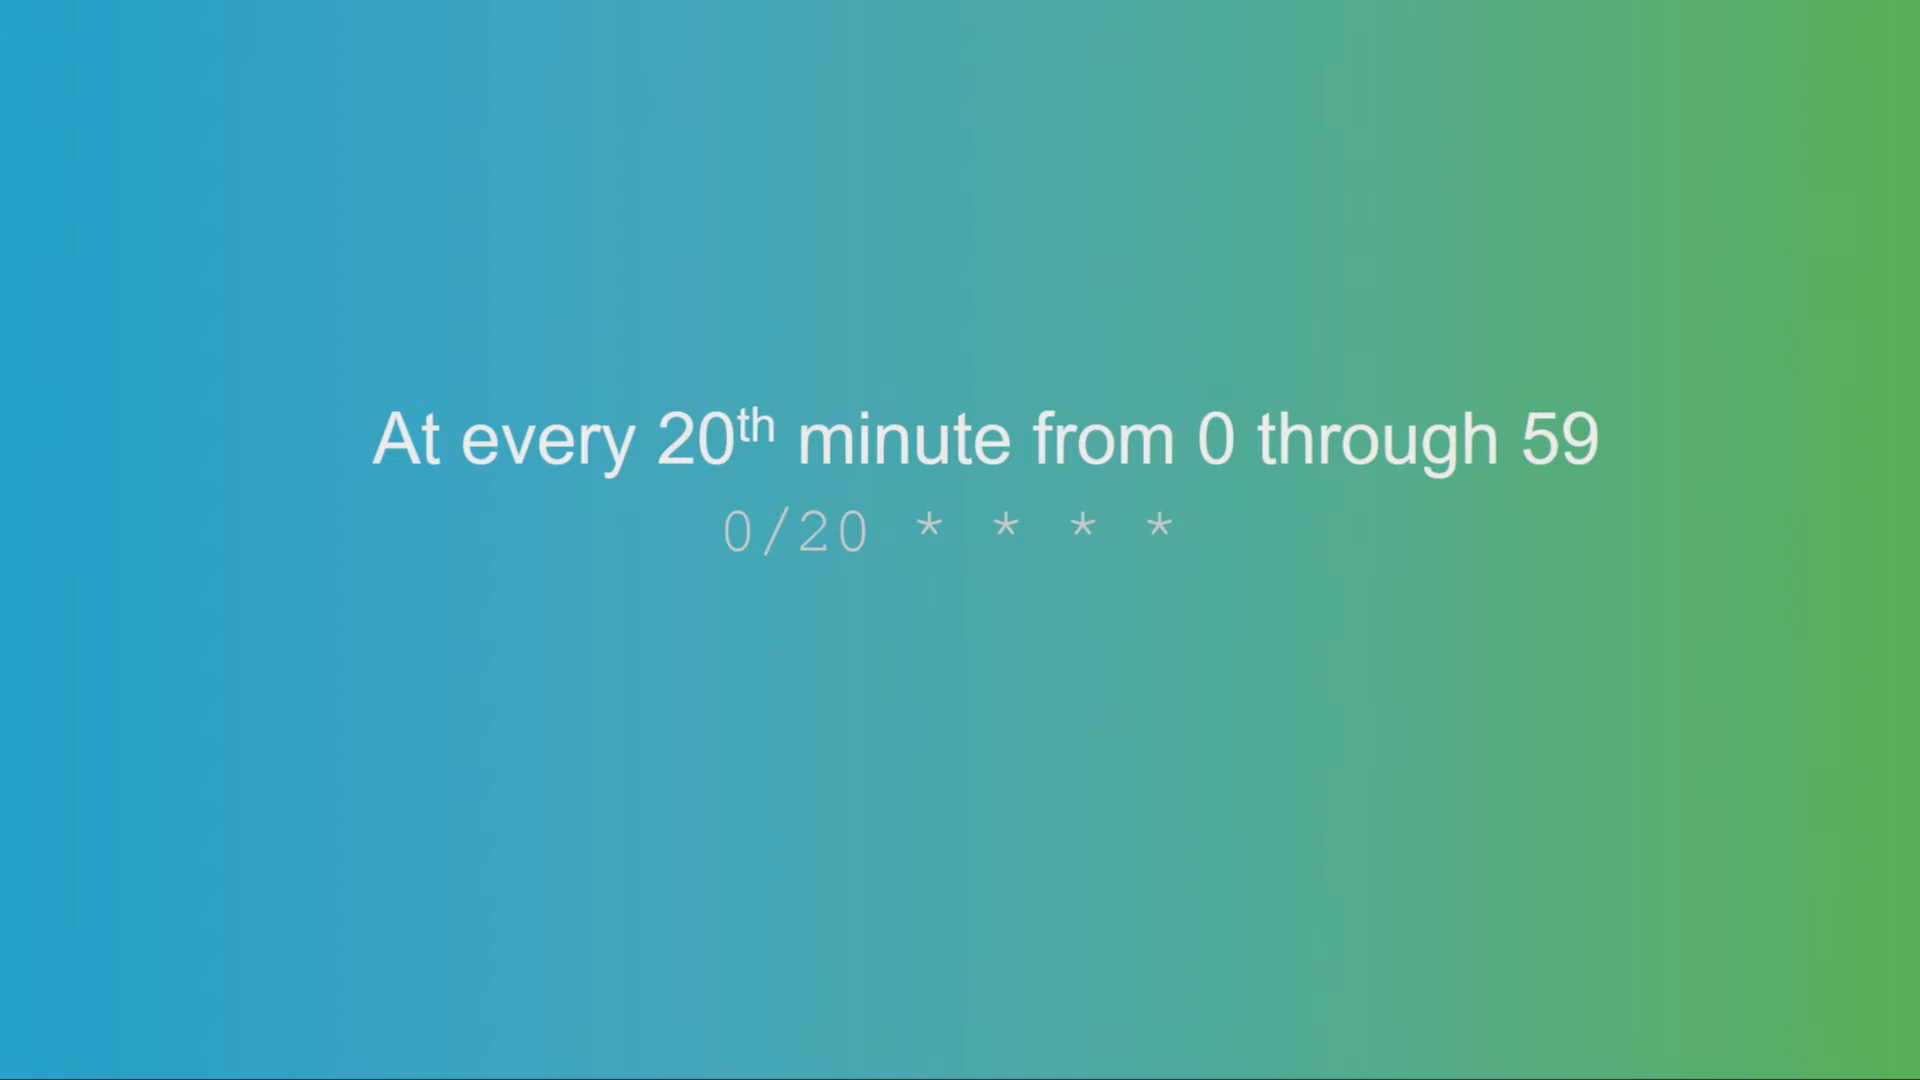 At every 20th minute from 0 through 59
0/20 * * * *